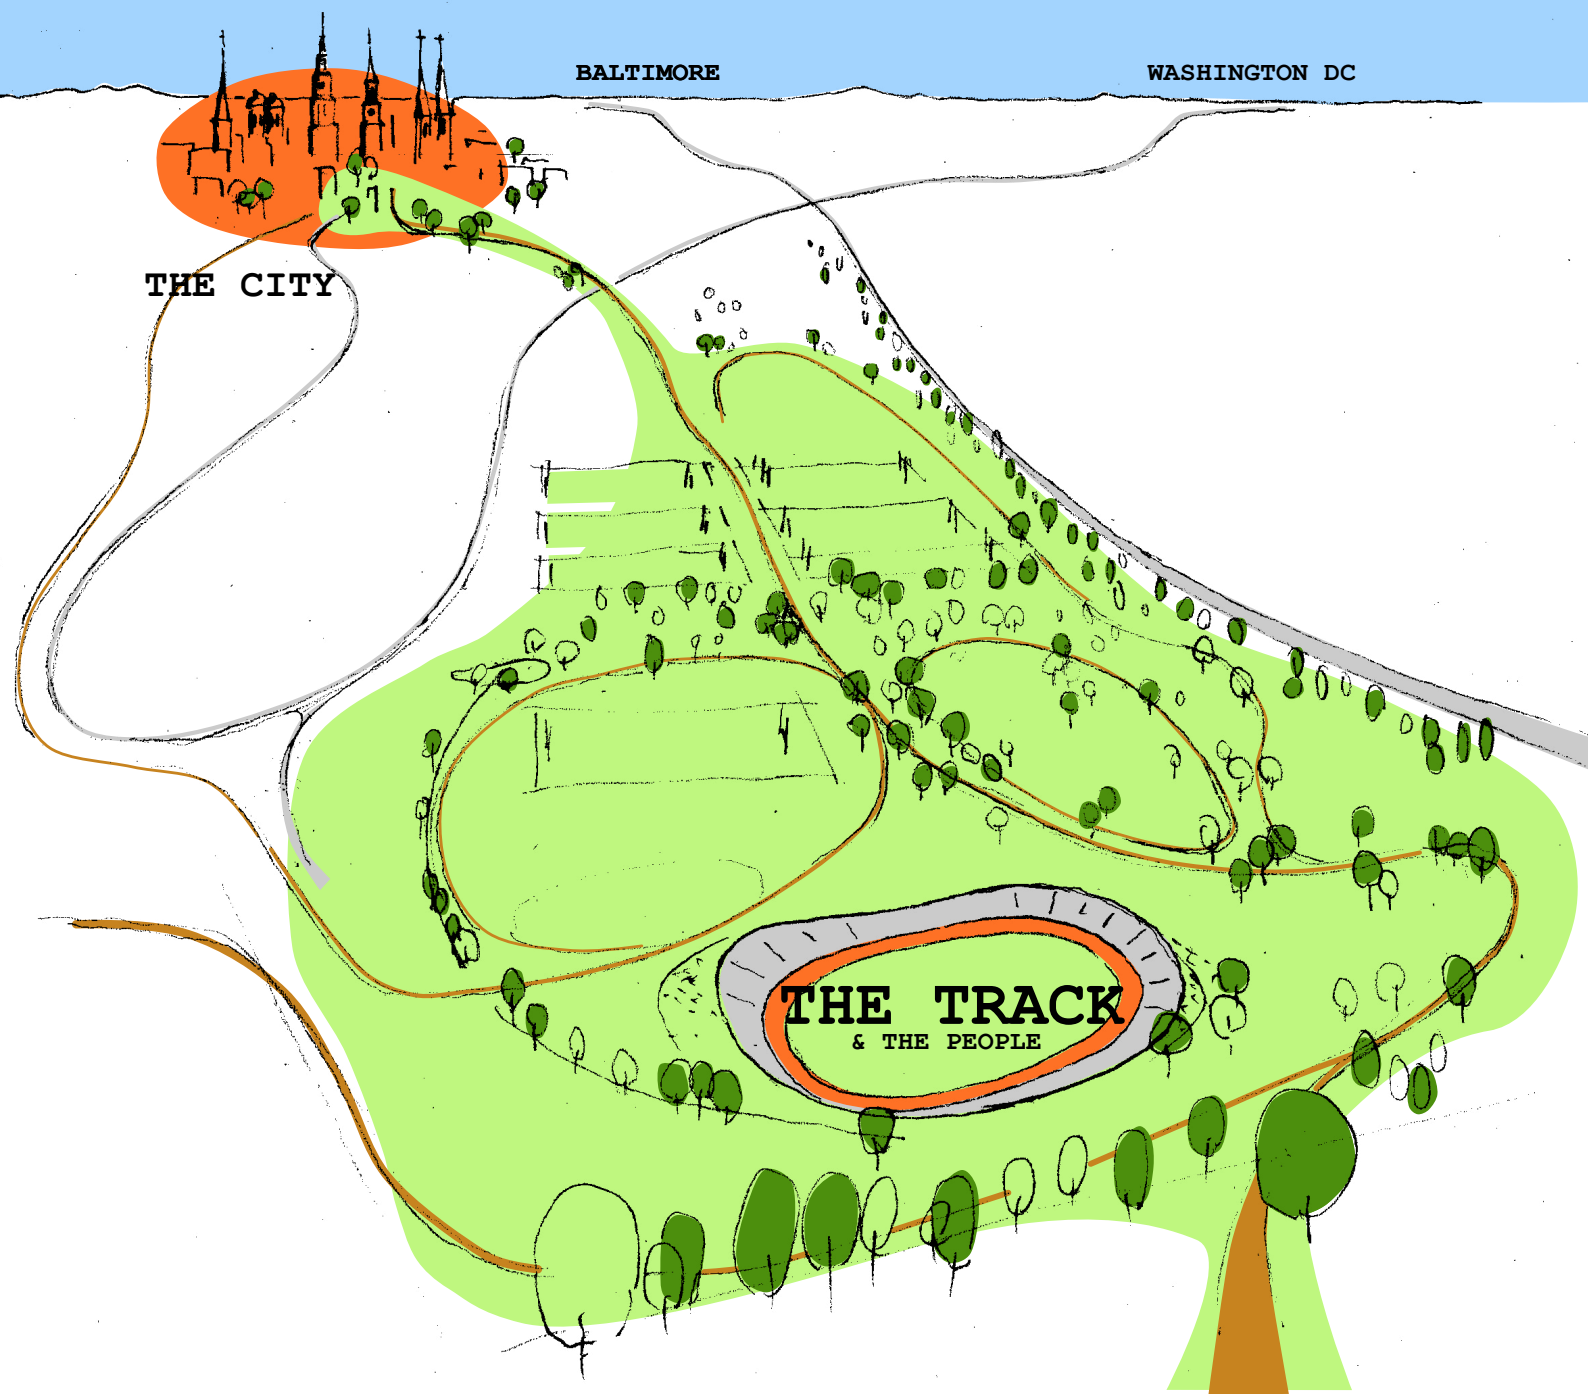 BALTIMORE
WASHINGTON DC
THE CITY
THE TRACK
& THE PEOPLE